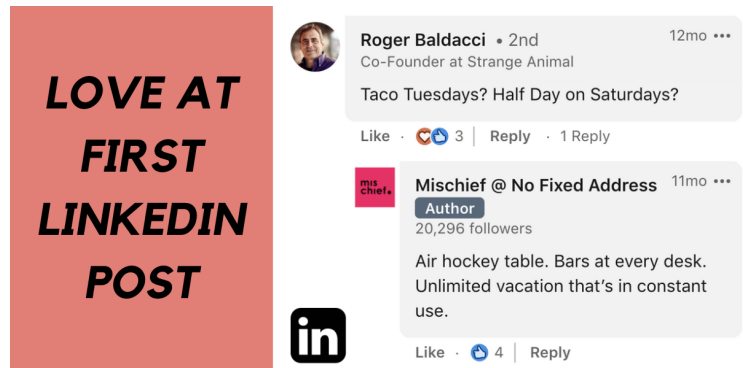 LOVE AT
FIRST
LINKEDIN
POST
Roger Baldacci • 2nd
12mo •••
Co-Founder at Strange Animal
Taco Tuesdays? Half Day on Saturdays?
Like · 3 | Reply · 1 Reply
mis
chief.
Mischief @ No Fixed Address
11mo •••
Author
20,296 followers
Air hockey table. Bars at every desk.
Unlimited vacation that's in constant
use.
Like · 4 | Reply
in